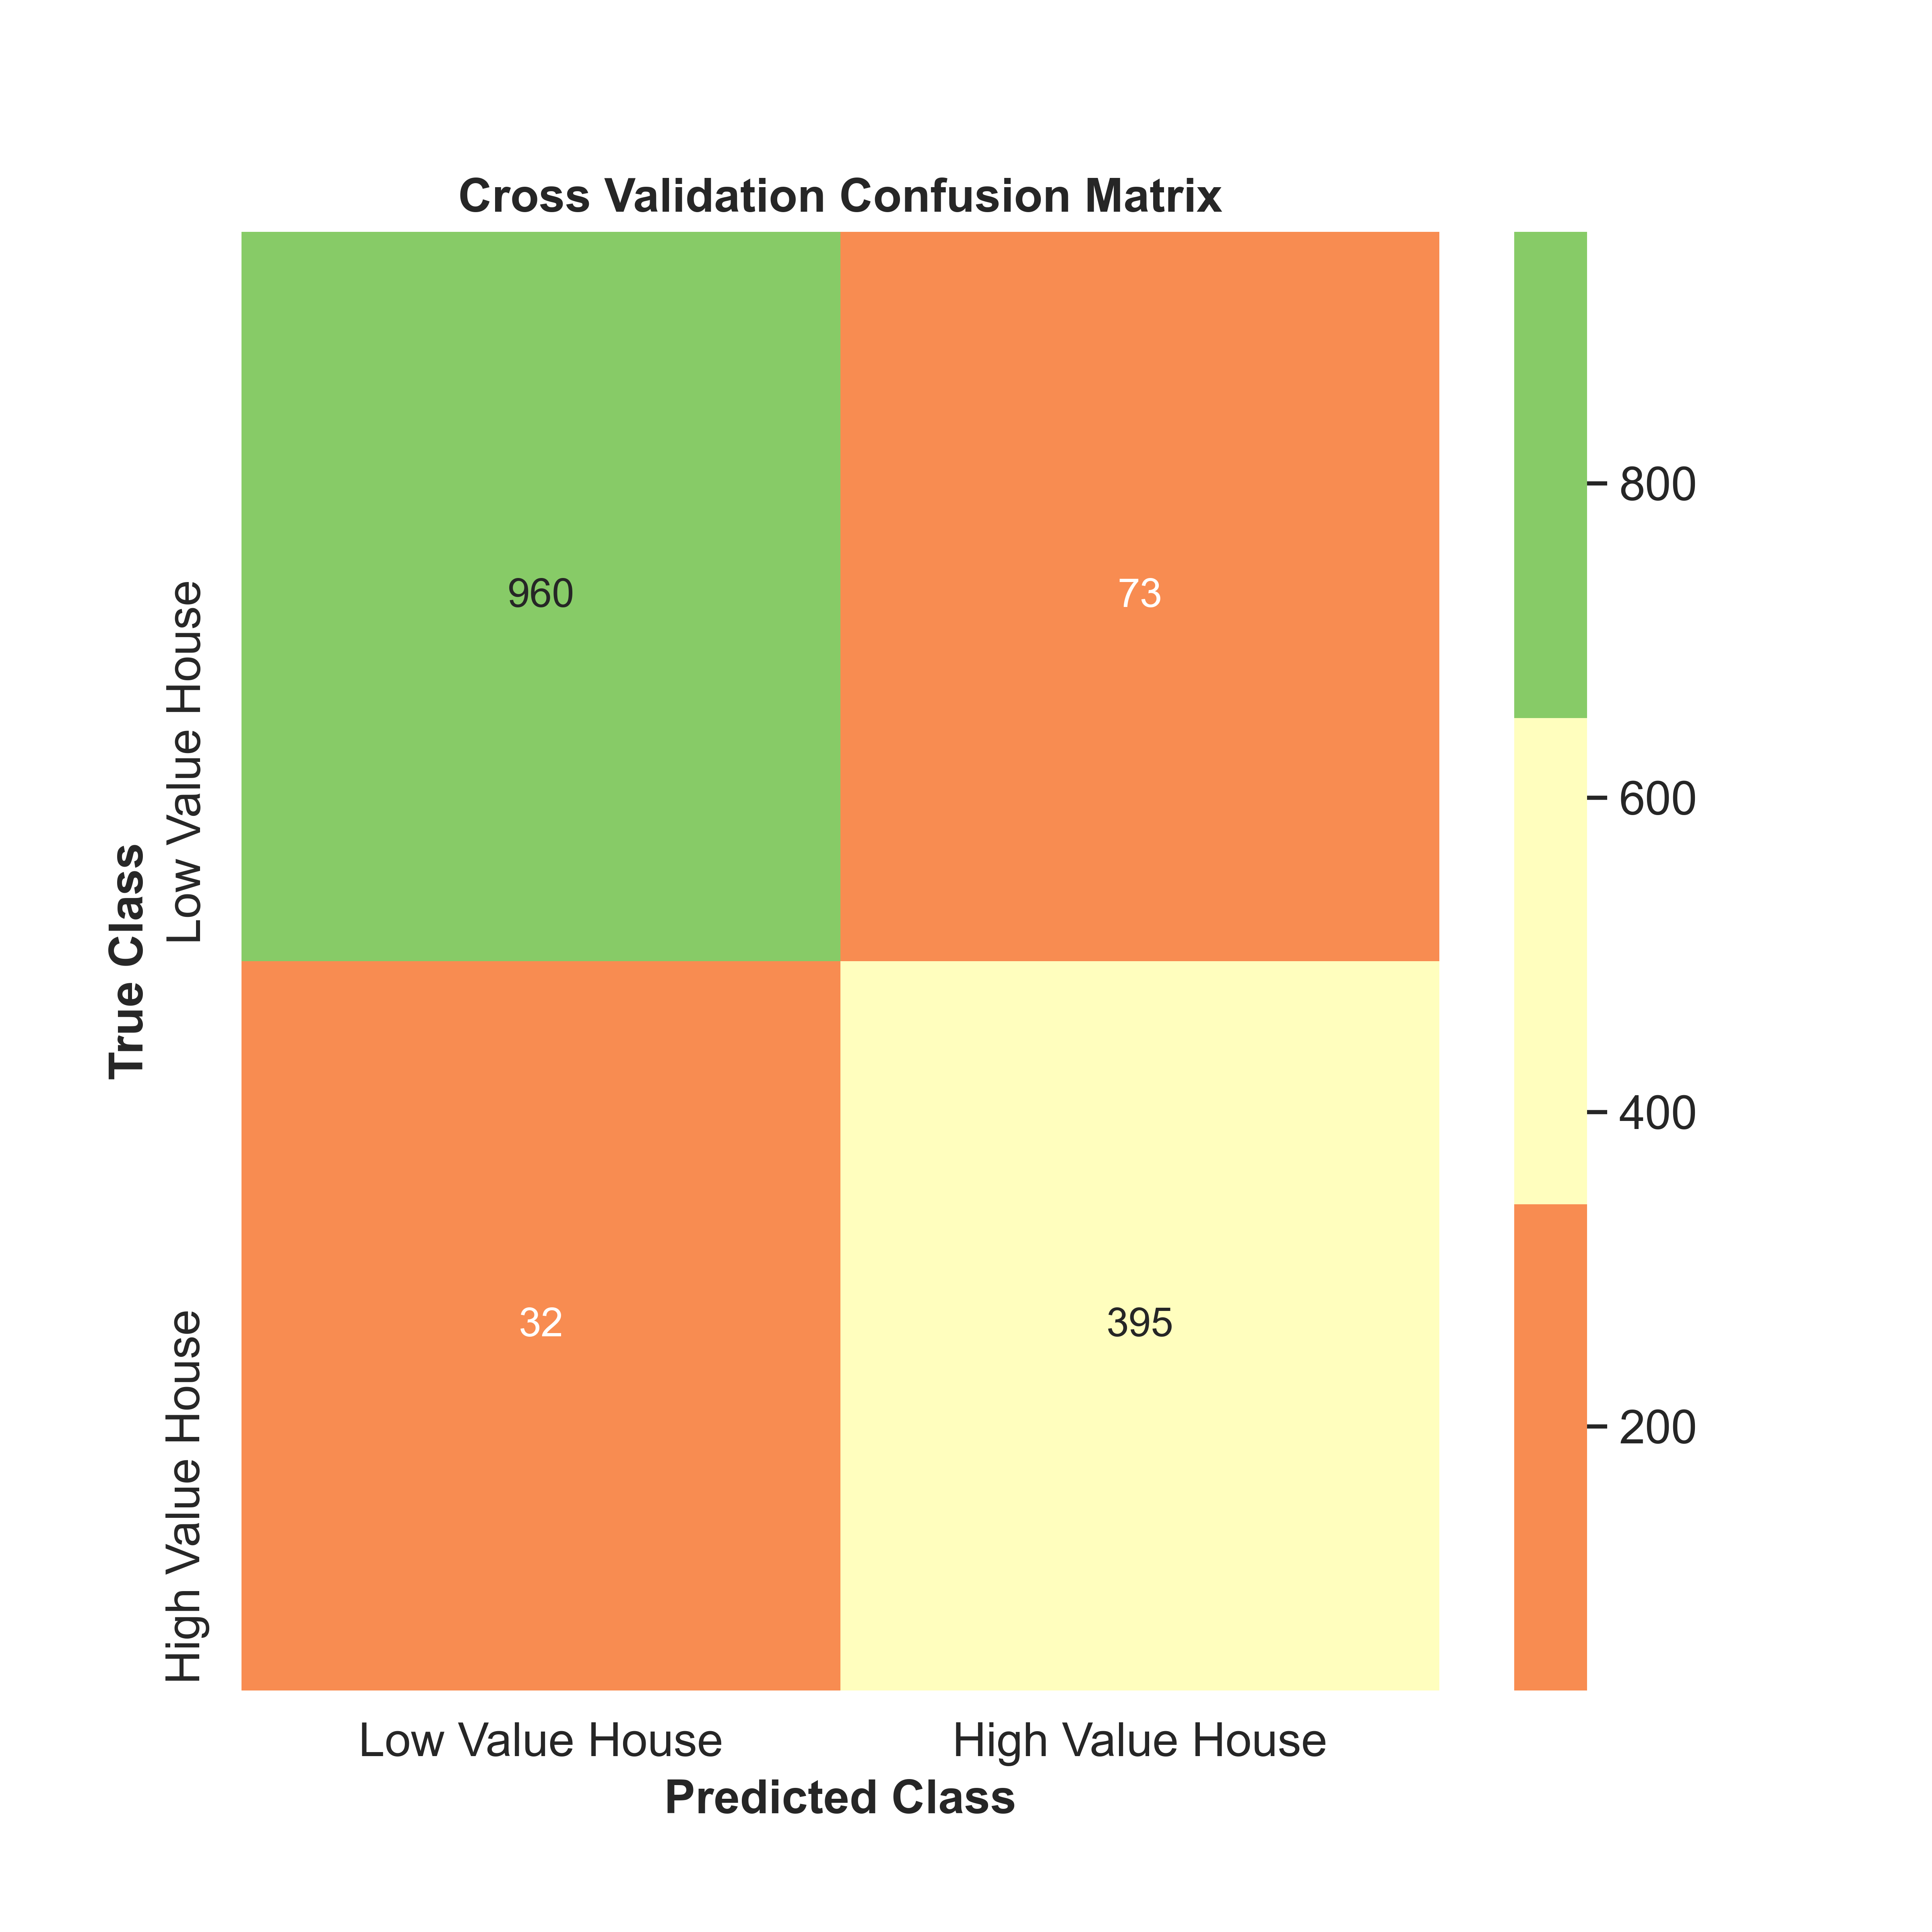 Cross Validation Confusion Matrix
True Class
Low Value House
High Value House
960
73
32
395
Low Value House
High Value House
Predicted Class
800
600
400
200